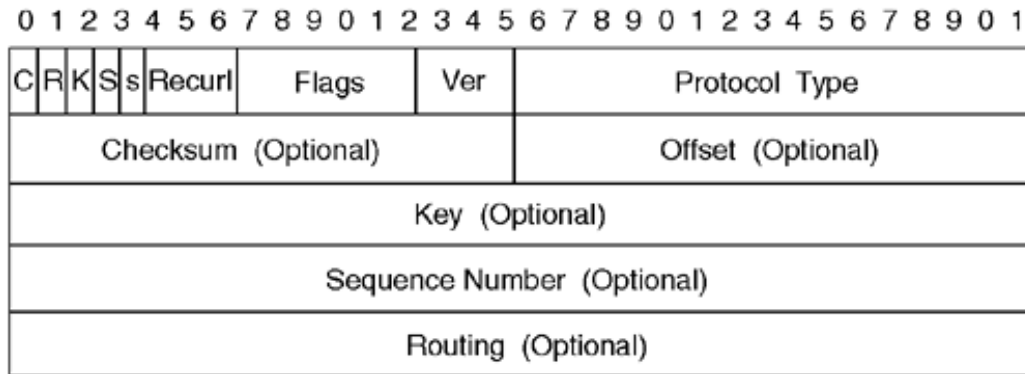 0 1 2 3 4 5 6 7 8 9 0 1 2 3 4 5 6 7 8 9 0 1 2 3 4 5 6 7 8 9 0 1
C R K S s Recurl Flags Ver Protocol Type
Checksum (Optional) Offset (Optional)
Key (Optional)
Sequence Number (Optional)
Routing (Optional)